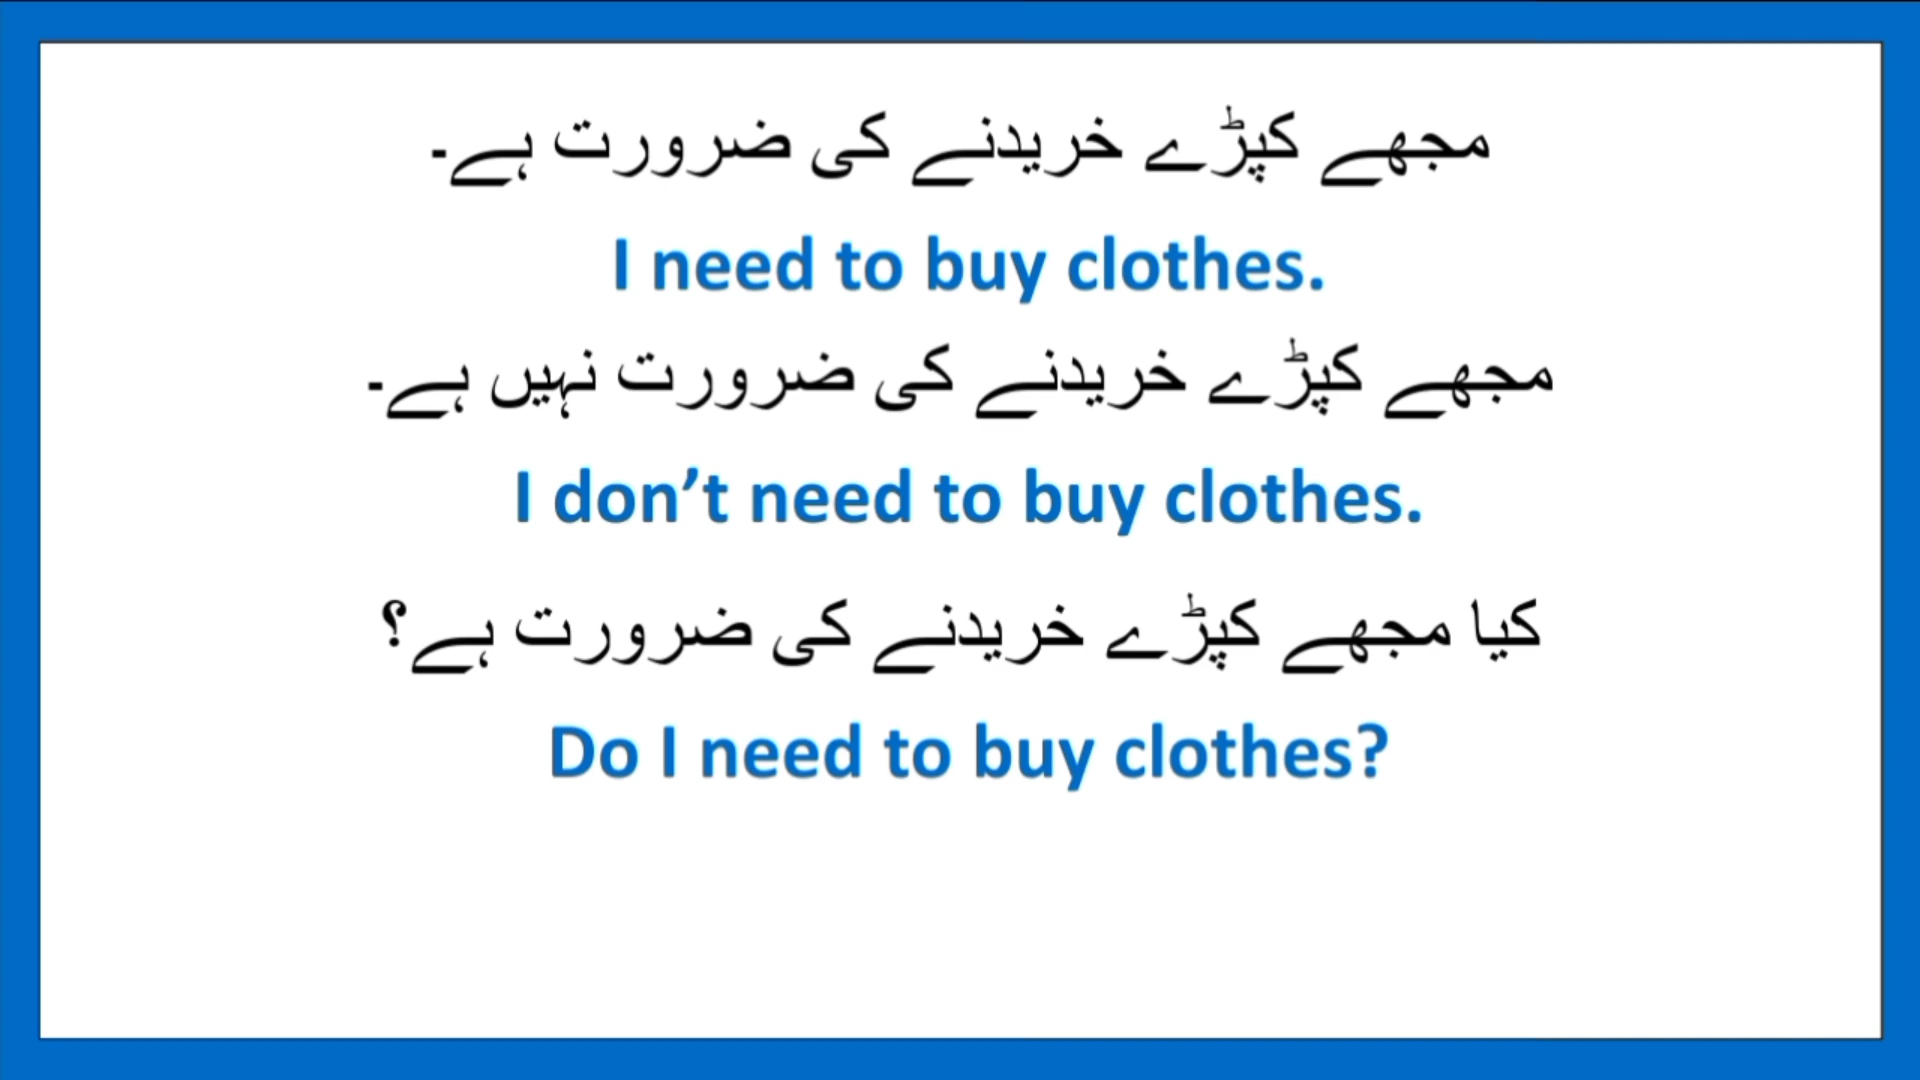 مجھے کپڑے خریدنے کی ضرورت ہے۔
I need to buy clothes.
مجھے کپڑے خریدنے کی ضرورت نہیں ہے۔
I don’t need to buy clothes.
کیا مجھے کپڑے خریدنے کی ضرورت ہے؟
Do I need to buy clothes?